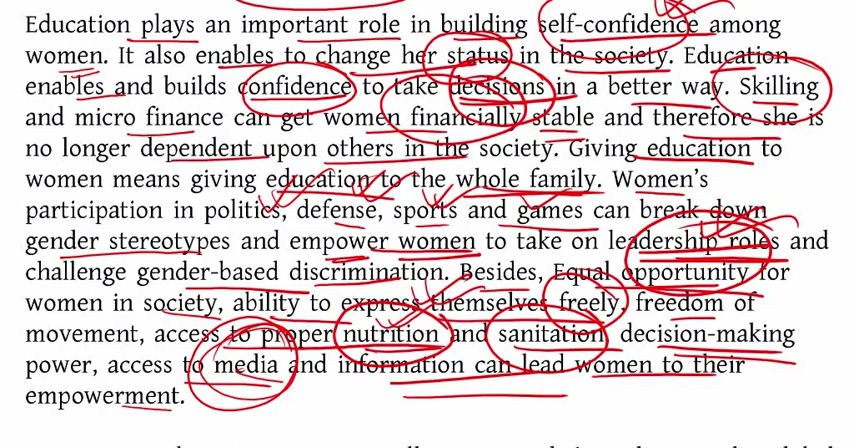 Education plays an important role in building self-confidence among
women. It also enables to change her status in the society. Education
enables and builds confidence to take decisions in a better way. Skilling
and micro finance can get women financially stable and therefore she is
no longer dependent upon others in the society. Giving education to
women means giving education to the whole family. Women's
participation in politics, defense, sports and games can break down
gender stereotypes and empower women to take on leadership roles and
challenge gender-based discrimination. Besides, Equal opportunity for
women in society, ability to express themselves freely, freedom of
movement, access to proper nutrition and sanitation, decision-making
power, access to media and information can lead women to their
empowerment.